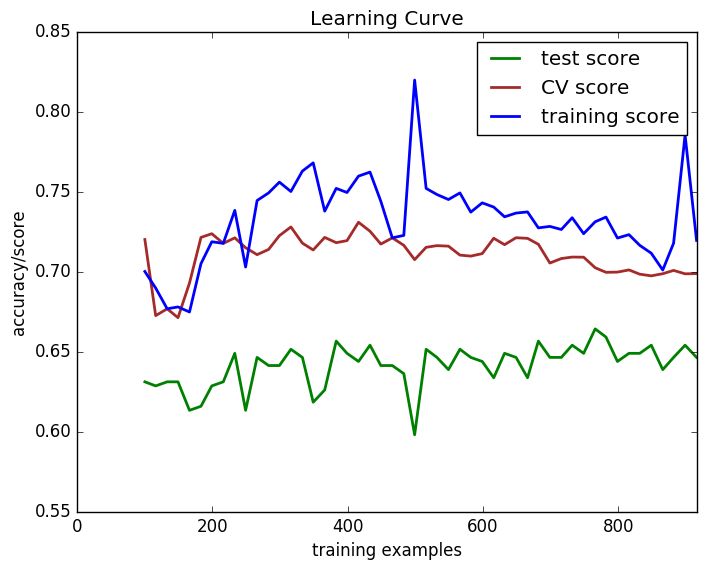 Learning Curve
test score
CV score
training score
accuracy/score
0.85
0.80
0.75
0.70
0.65
0.60
0.55
0
200
400
600
800
training examples